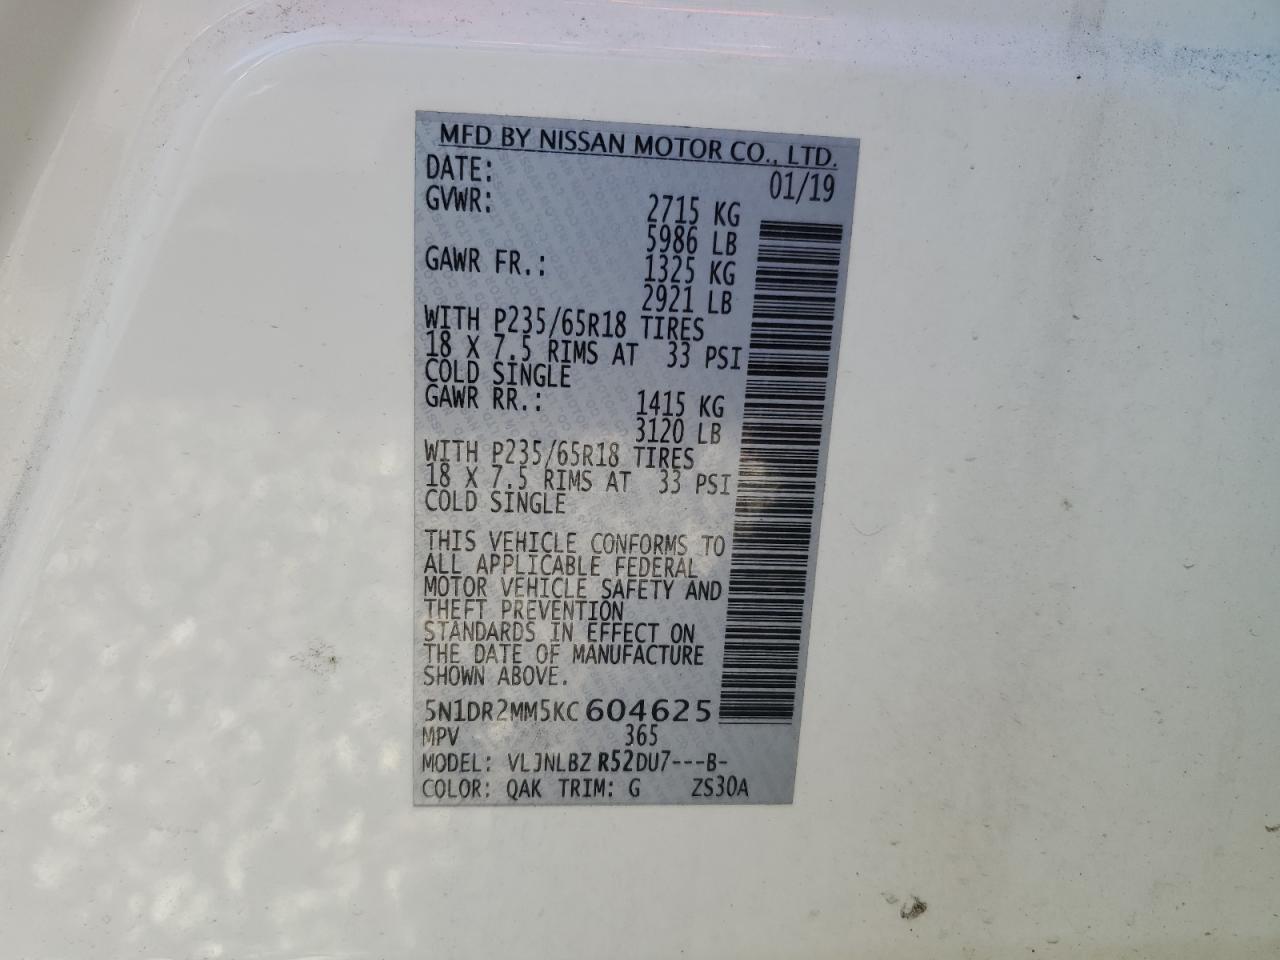 MFD BY NISSAN MOTOR CO., LTD.
DATE: 01/19
GVWR: 2715 KG
5986 LB
GAWR FR.: 1325 KG
2921 LB
WITH P235/65R18 TIRES
18 X 7.5 RIMS AT 33 PSI
COLD SINGLE
GAWR RR.: 1415 KG
3120 LB
WITH P235/65R18 TIRES
18 X 7.5 RIMS AT 33 PSI
COLD SINGLE
THIS VEHICLE CONFORMS TO
ALL APPLICABLE FEDERAL
MOTOR VEHICLE SAFETY AND
THEFT PREVENTION
STANDARDS IN EFFECT ON
THE DATE OF MANUFACTURE
SHOWN ABOVE.
5N1DR2MM5KC604625
MPV 365
MODEL: VLJNLBZ R52DU7---B-
COLOR: QAK TRIM: G ZS30A